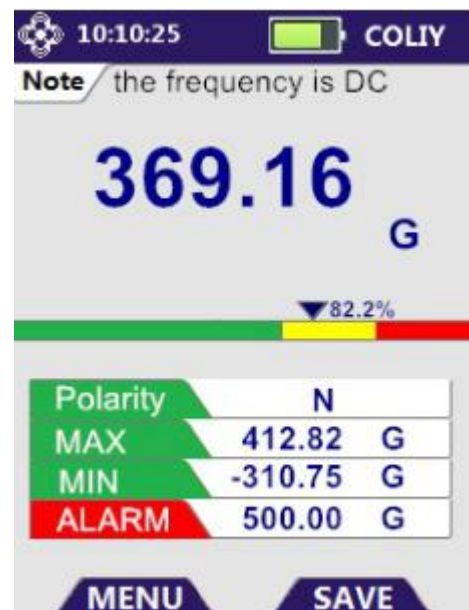 10:10:25 COLIY
Note the frequency is DC
369.16
G
82.2%
Polarity N
MAX 412.82 G
MIN -310.75 G
ALARM 500.00 G
MENU SAVE